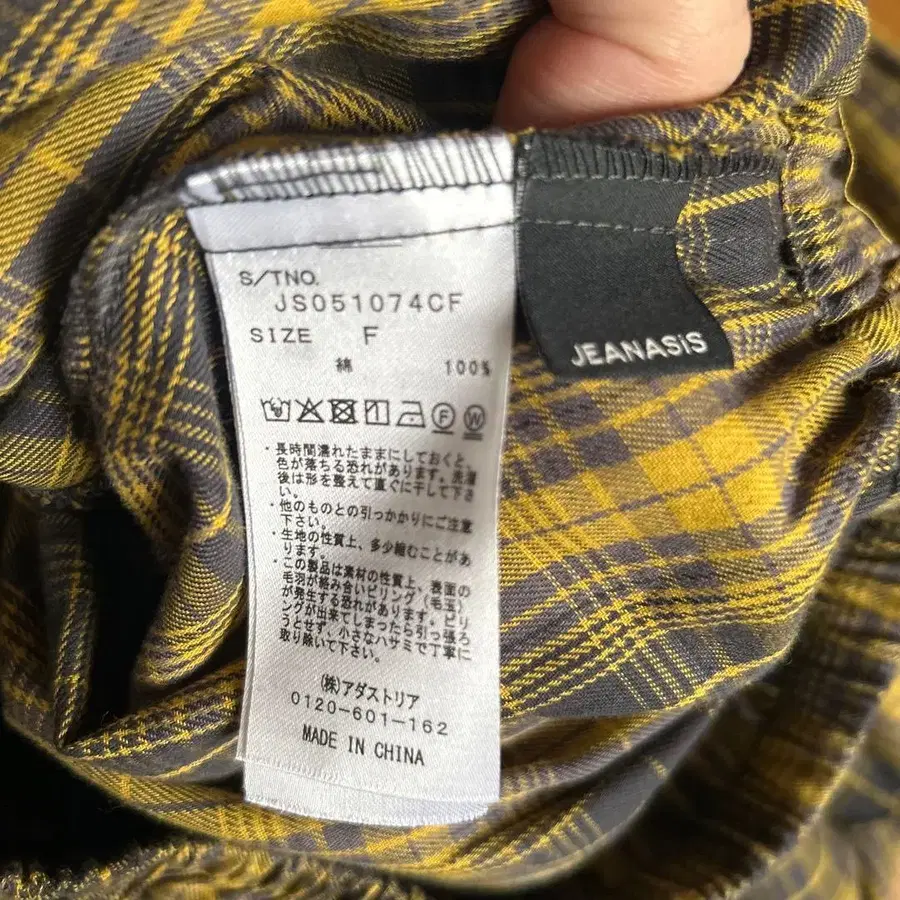 S/TNO.
JS051074CF
SIZE F
綿 100%
・長時間濡れたままにしておくと、
色が落ちる恐れがあります。洗濯
後は形を整えて直ぐに干して下さ
い。
・他のものとの引っかかりにご注意
下さい。
・生地の性質上、多少縮むことがあ
ります。
・この製品は素材の性質上、表面の
毛羽が絡み合いピリング(毛玉)
が発生する恐れがあります。ピリ
ングが出来てしまったら引っ張ろ
うとせず、小さなハサミで丁寧に
取り除いて下さい。
(株)アダストリア
0120-601-162
MADE IN CHINA
JEANASiS